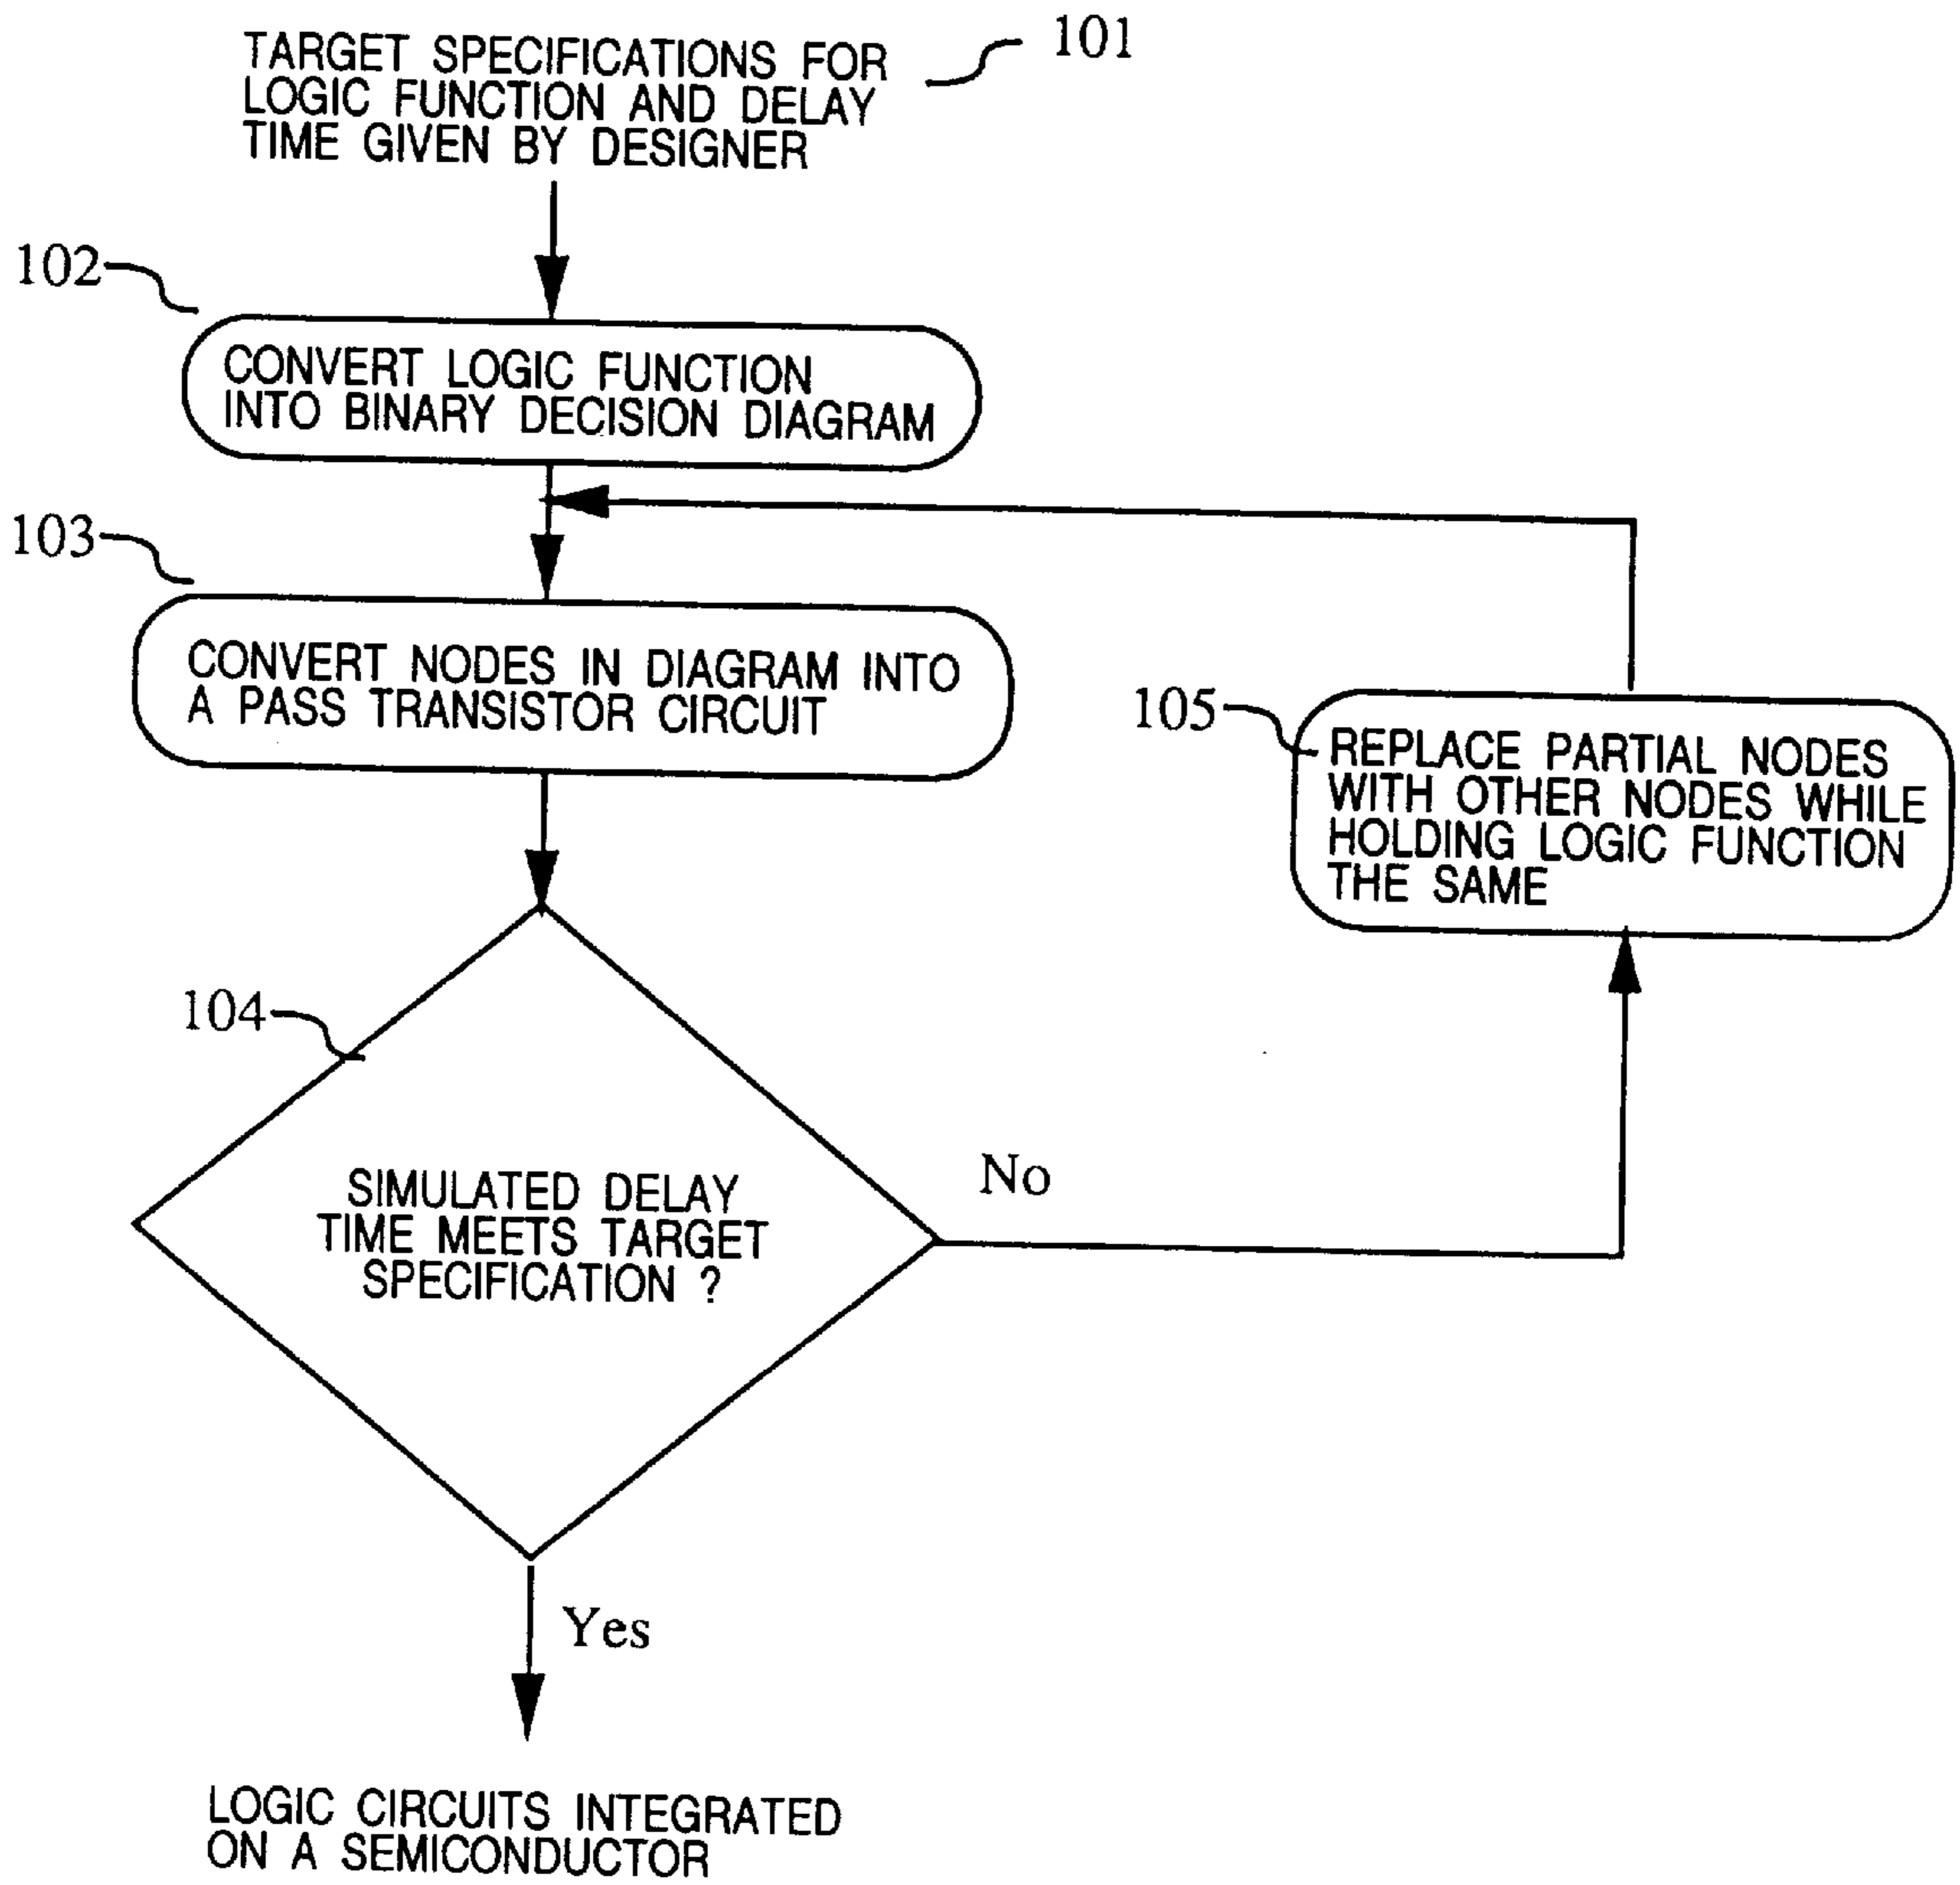 TARGET SPECIFICATIONS FOR
LOGIC FUNCTION AND DELAY
TIME GIVEN BY DESIGNER
101
102
CONVERT LOGIC FUNCTION
INTO BINARY DECISION DIAGRAM
103
CONVERT NODES IN DIAGRAM INTO
A PASS TRANSISTOR CIRCUIT
105
REPLACE PARTIAL NODES
WITH OTHER NODES WHILE
HOLDING LOGIC FUNCTION
THE SAME
104
SIMULATED DELAY
TIME MEETS TARGET
SPECIFICATION ?
No
Yes
LOGIC CIRCUITS INTEGRATED
ON A SEMICONDUCTOR